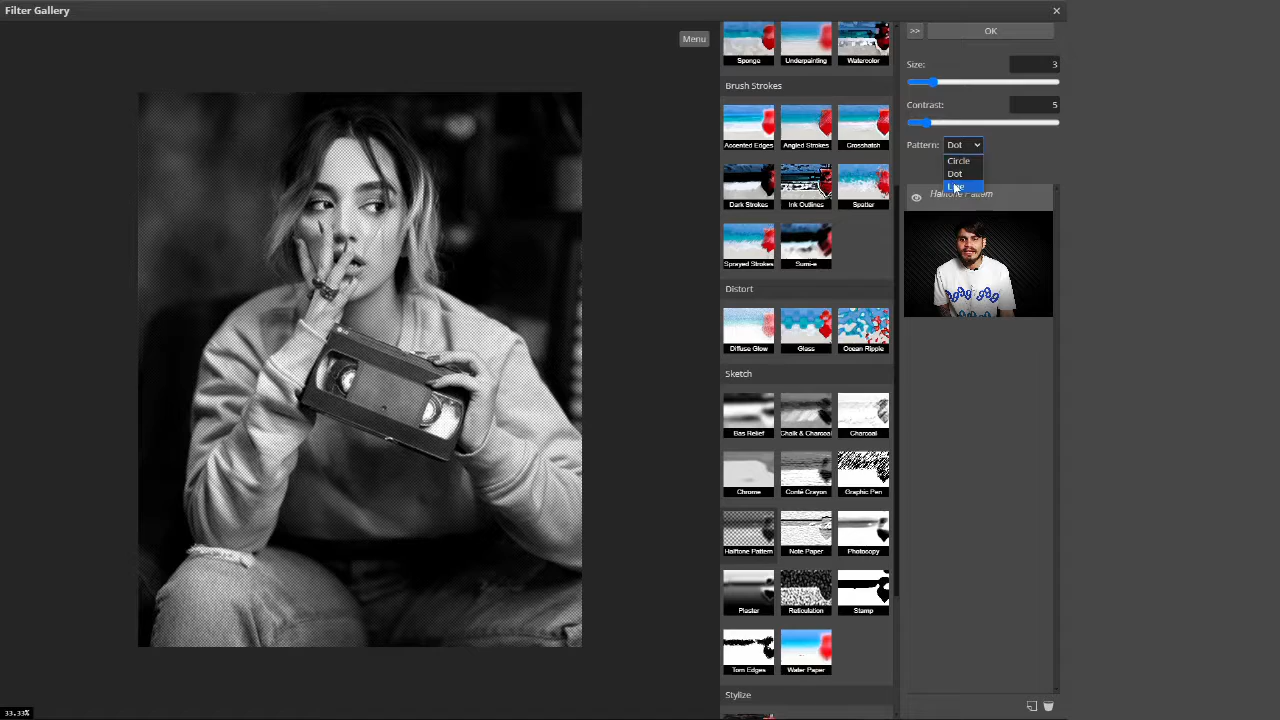 Filter Gallery
Menu
Sponge Underpainting Watercolor
Brush Strokes
Accented Edges Angled Strokes Crosshatch
Dark Strokes Ink Outlines Spatter
Sprayed Strokes Sumi-e
Distort
Diffuse Glow Glass Ocean Ripple
Sketch
Bas Relief Chalk & Charcoal Charcoal
Chrome Conté Crayon Graphic Pen
Halftone Pattern Note Paper Photocopy
Plaster Reticulation Stamp
Torn Edges Water Paper
Stylize
>> OK
Size: 3
Contrast: 5
Pattern: Dot
Circle
Dot
Line
Halftone Pattern
33.33%